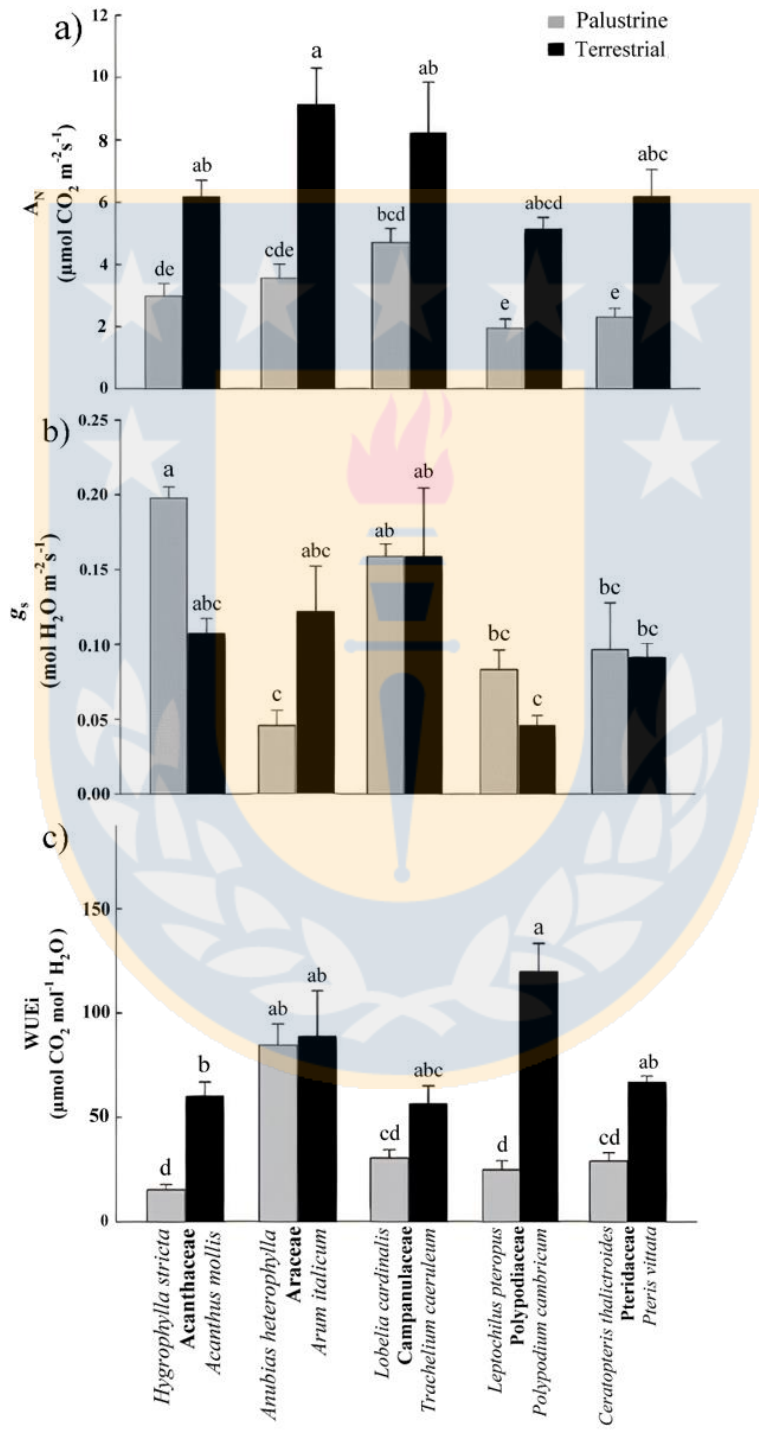 a)
Palustrine
Terrestrial
A_N
(µmol CO₂ m⁻²s⁻¹)
12
10
8
6
4
2
0
de
ab
cde
a
bcd
ab
e
abcd
e
abc
b)
g_s
(mol H₂O m⁻²s⁻¹)
0.25
0.20
0.15
0.10
0.05
0.00
a
abc
c
abc
ab
ab
bc
c
bc
bc
c)
WUEi
(µmol CO₂ mol⁻¹ H₂O)
150
100
50
0
d
b
ab
ab
cd
abc
d
a
cd
ab
Hygrophylla stricta
Acanthaceae
Acanthus mollis
Anubias heterophylla
Araceae
Arum italicum
Lobelia cardinalis
Campanulaceae
Trachelium caeruleum
Leptochilus pteropus
Polypodiaceae
Polypodium cambricum
Ceratopteris thalictroides
Pteridaceae
Pteris vittata